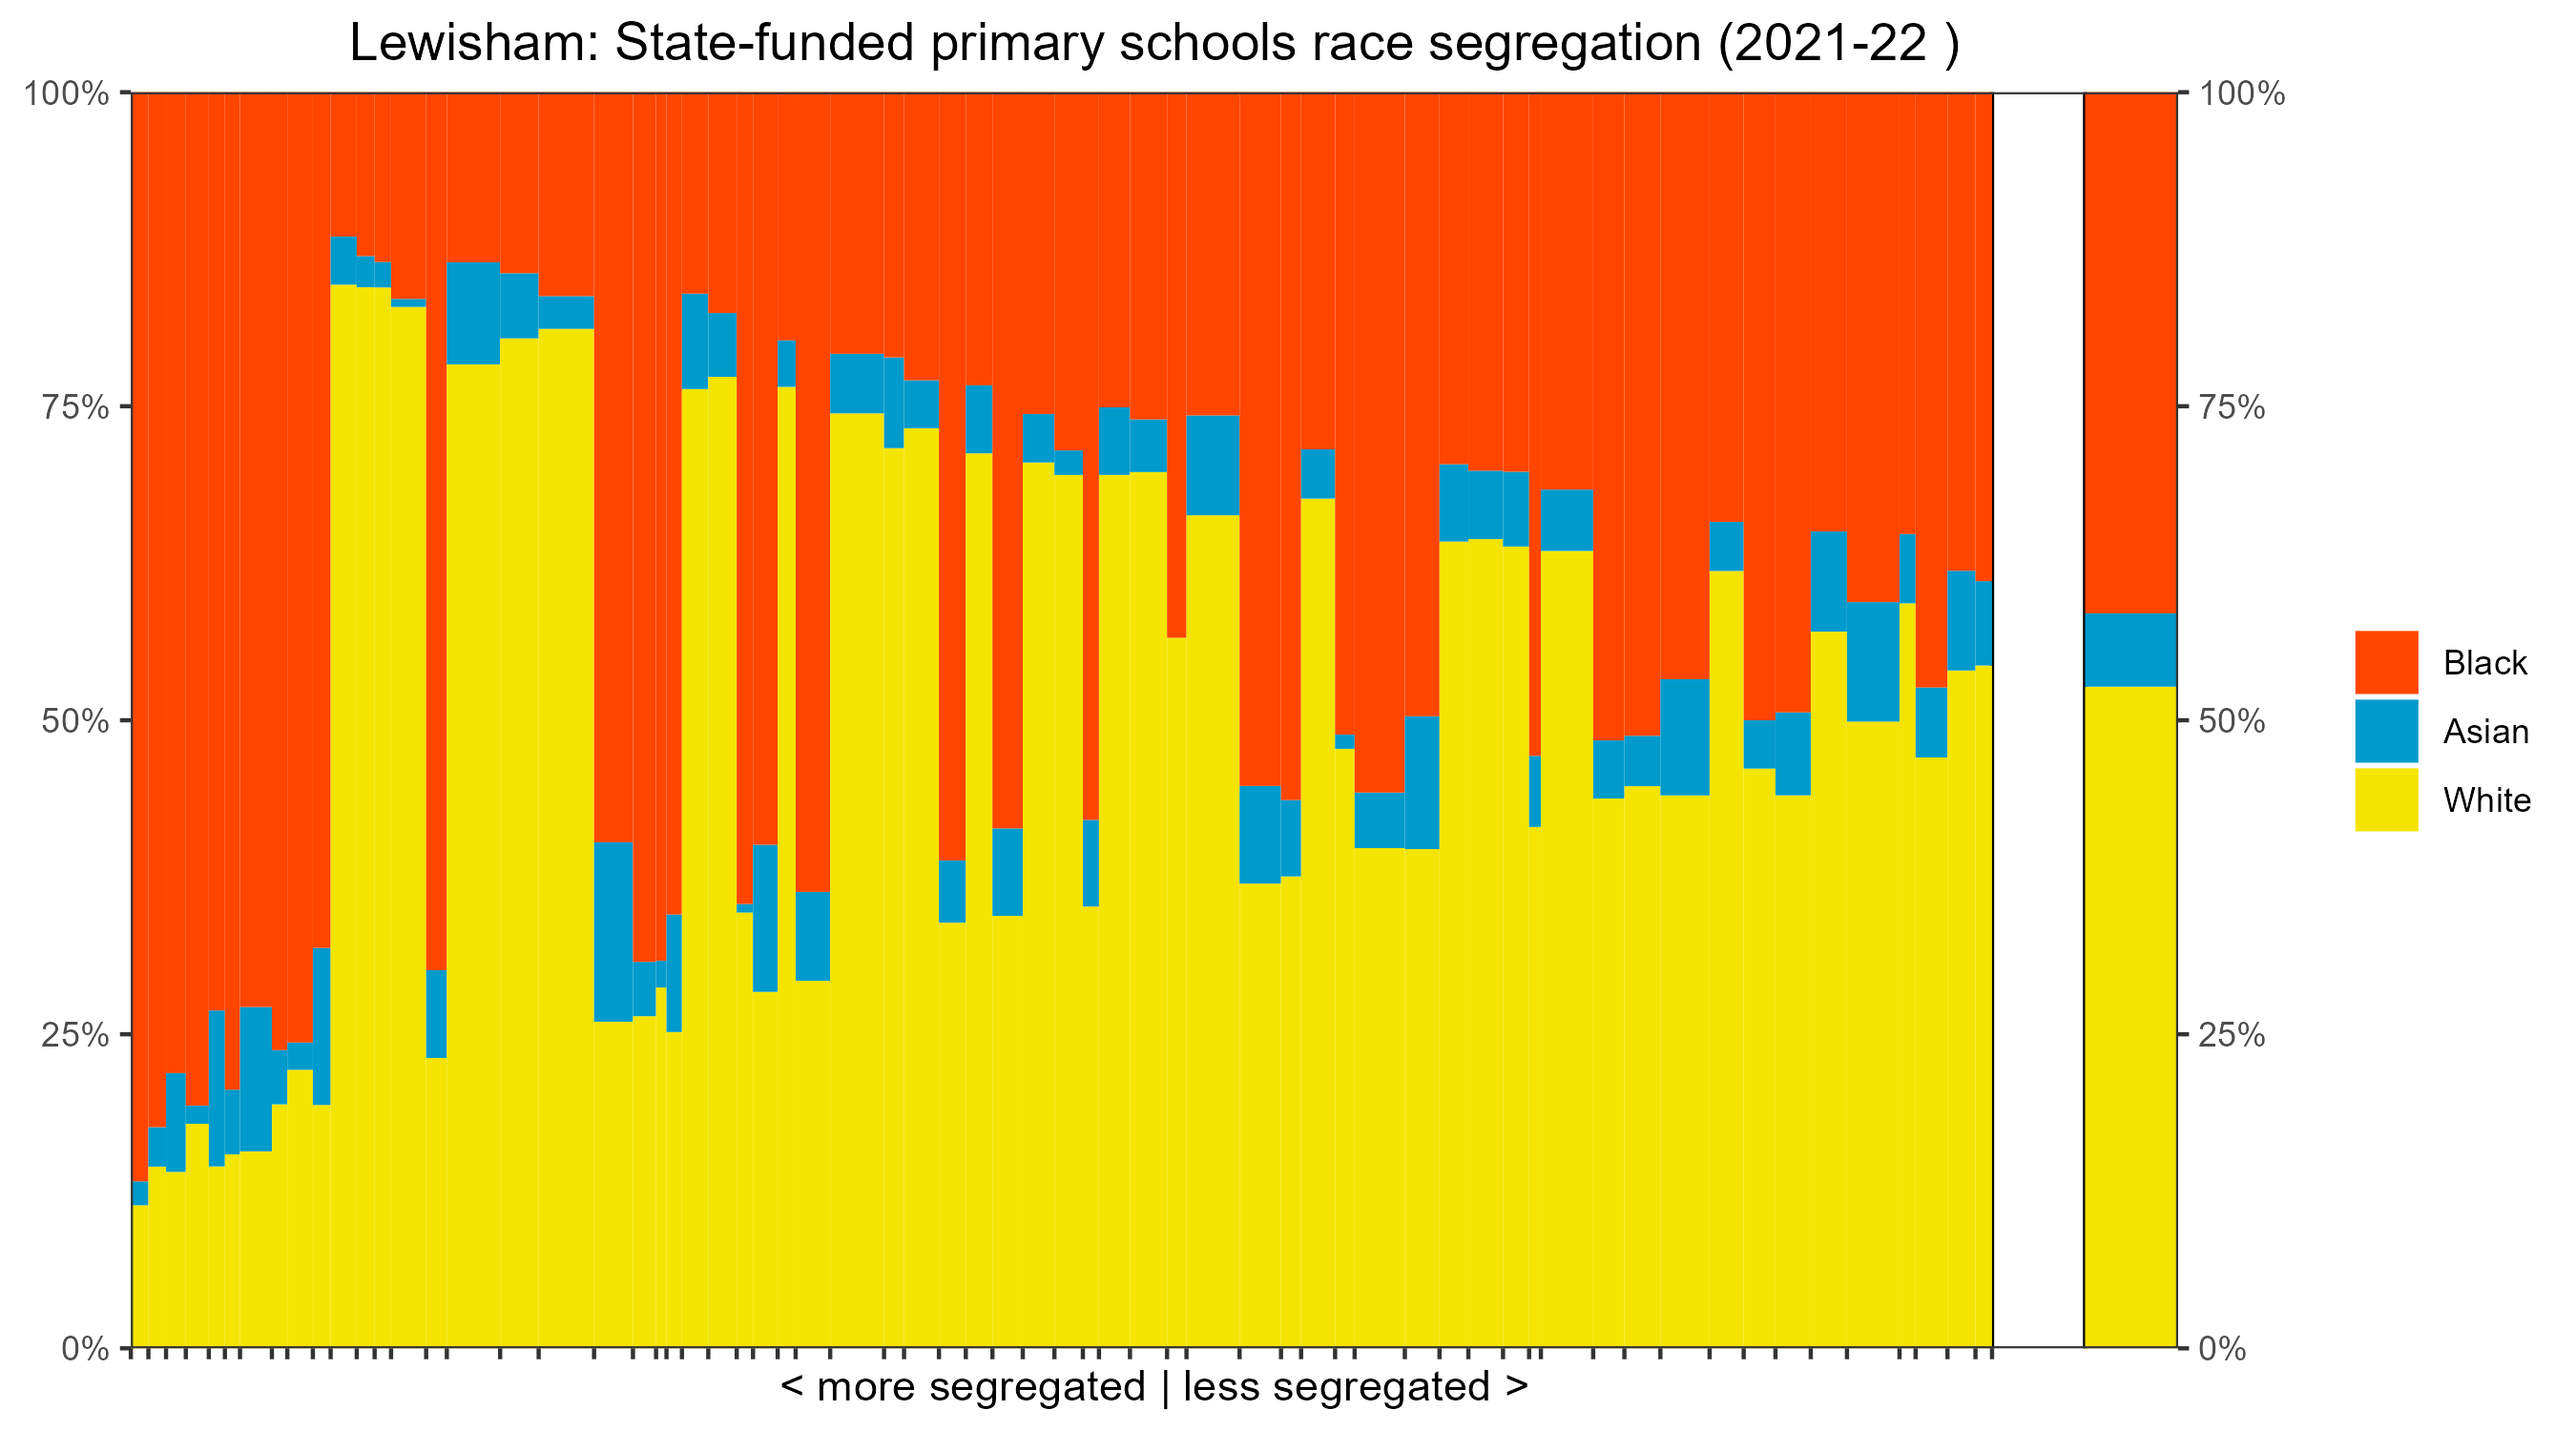 Lewisham: State-funded primary schools race segregation (2021-22 )
100%
75%
50%
25%
0%
100%
75%
50%
25%
0%
Black
Asian
White
< more segregated | less segregated >